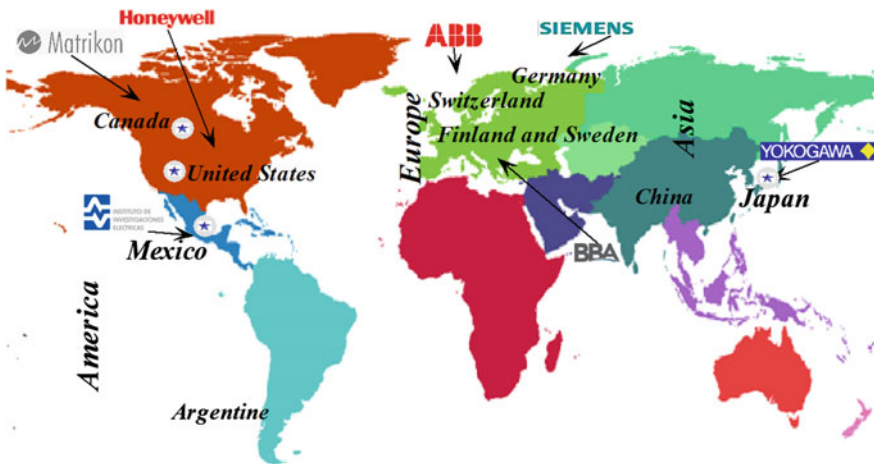 Honeywell
Matrikon
ABB
SIEMENS
Germany
Switzerland
Canada
Europe
Finland and Sweden
Asia
YOKOGAWA
United States
China
Japan
INSTITUTO DE
INVESTIGACIONES
ELECTRICAS
Mexico
BBA
America
Argentine